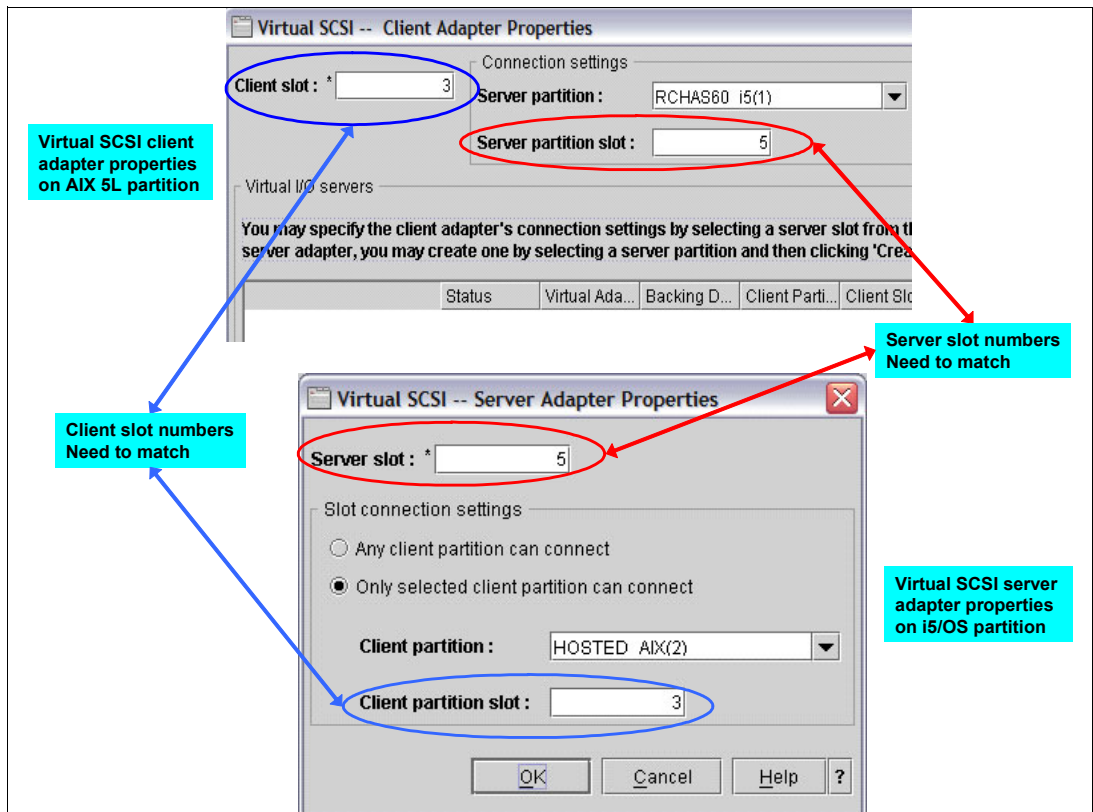 Virtual SCSI -- Client Adapter Properties
Client slot : * 3
Connection settings
Server partition : RCHAS60 i5(1)
Server partition slot : 5
Virtual SCSI client
adapter properties
on AIX 5L partition
Virtual I/O servers
You may specify the client adapter's connection settings by selecting a server slot from
server adapter, you may create one by selecting a server partition and then clicking 'Crea
Status Virtual Ada... Backing D... Client Parti... Client Slo
Server slot numbers
Need to match
Client slot numbers
Need to match
Virtual SCSI -- Server Adapter Properties
Server slot : * 5
Slot connection settings
Any client partition can connect
Only selected client partition can connect
Client partition : HOSTED AIX(2)
Client partition slot : 3
Virtual SCSI server
adapter properties
on i5/OS partition
OK Cancel Help ?